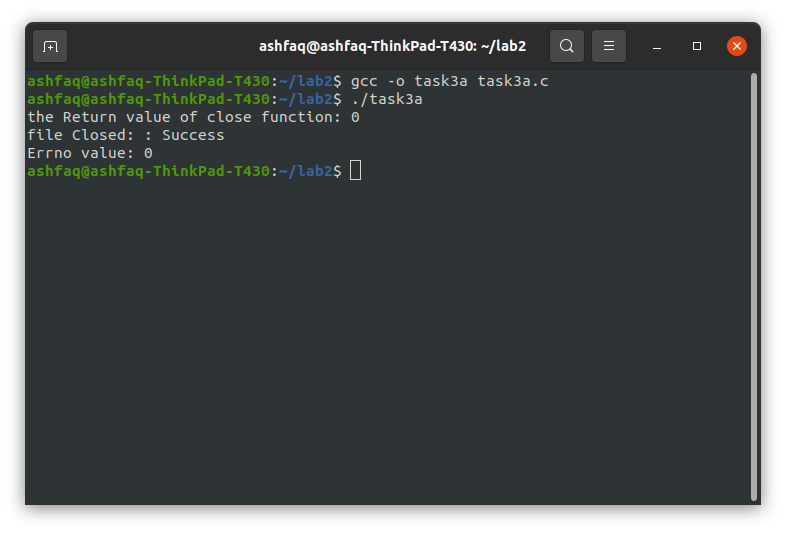 ashfaq@ashfaq-ThinkPad-T430: ~/lab2
ashfaq@ashfaq-ThinkPad-T430:~/lab2$ gcc -o task3a task3a.c
ashfaq@ashfaq-ThinkPad-T430:~/lab2$ ./task3a
the Return value of close function: 0
file Closed: : Success
Errno value: 0
ashfaq@ashfaq-ThinkPad-T430:~/lab2$